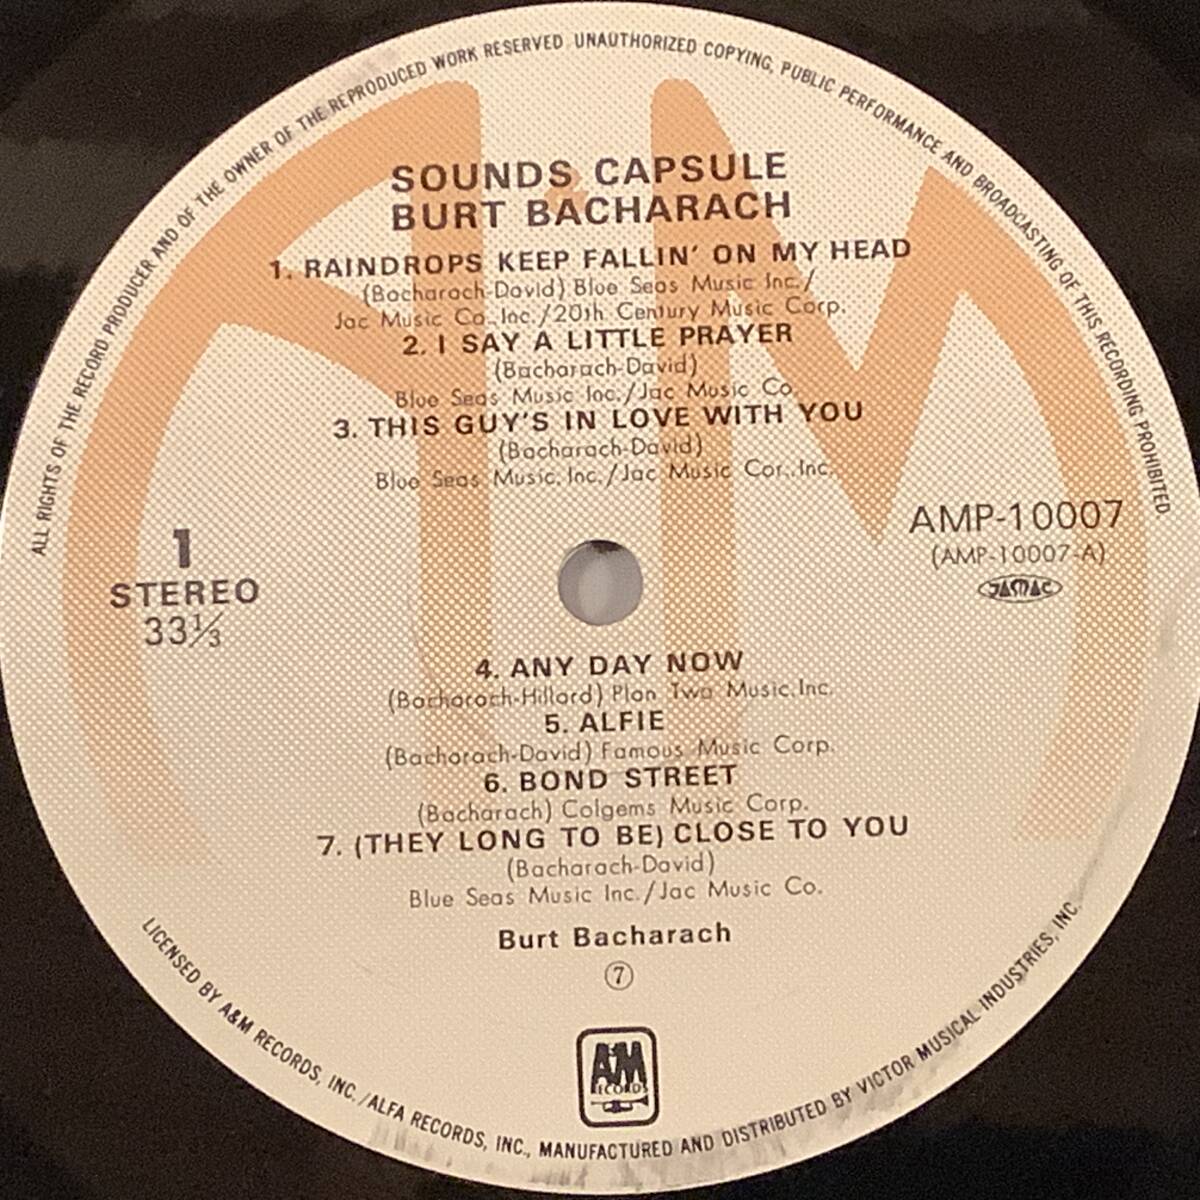 ALL RIGHTS OF THE RECORD PRODUCER AND OF THE OWNER OF THE REPRODUCED WORK RESERVED UNAUTHORIZED COPYING, PUBLIC PERFORMANCE AND BROADCASTING OF THIS RECORDING PROHIBITED
SOUNDS CAPSULE
BURT BACHARACH
1. RAINDROPS KEEP FALLIN' ON MY HEAD
(Bacharach-David) Blue Seas Music Inc./
Jac Music Co., Inc./20th Century Music Corp.
2. I SAY A LITTLE PRAYER
(Bacharach-David)
Blue Seas Music Inc./Jac Music Co.
3. THIS GUY'S IN LOVE WITH YOU
(Bacharach-David)
Blue Seas Music. Inc./Jac Music Cor., Inc.
1
STEREO
33⅓
AMP-10007
(AMP-10007-A)
JASRAC
4. ANY DAY NOW
(Bacharach-Hillard) Plan Two Music, Inc.
5. ALFIE
(Bacharach-David) Famous Music Corp.
6. BOND STREET
(Bacharach) Colgems Music Corp.
7. (THEY LONG TO BE) CLOSE TO YOU
(Bacharach-David)
Blue Seas Music Inc./Jac Music Co.
Burt Bacharach
⑦
A&M
RECORDS
LICENSED BY A&M RECORDS, INC./ALFA RECORDS, INC., MANUFACTURED AND DISTRIBUTED BY VICTOR MUSICAL INDUSTRIES, INC.